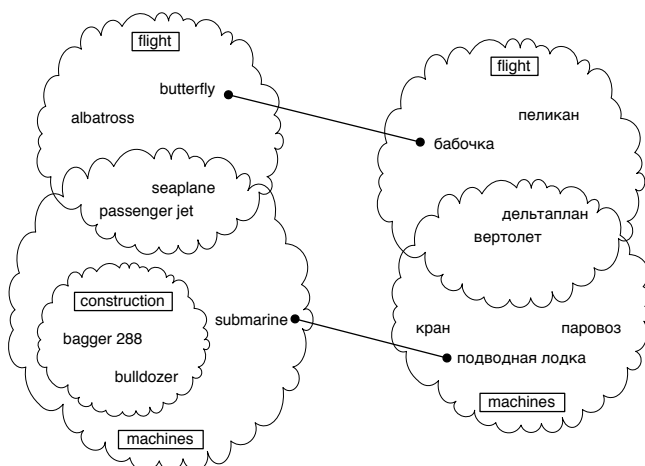 flight
butterfly
albatross
seaplane
passenger jet
construction
bagger 288
bulldozer
submarine
machines
flight
пеликан
бабочка
дельтаплан
вертолет
кран
паровоз
подводная лодка
machines